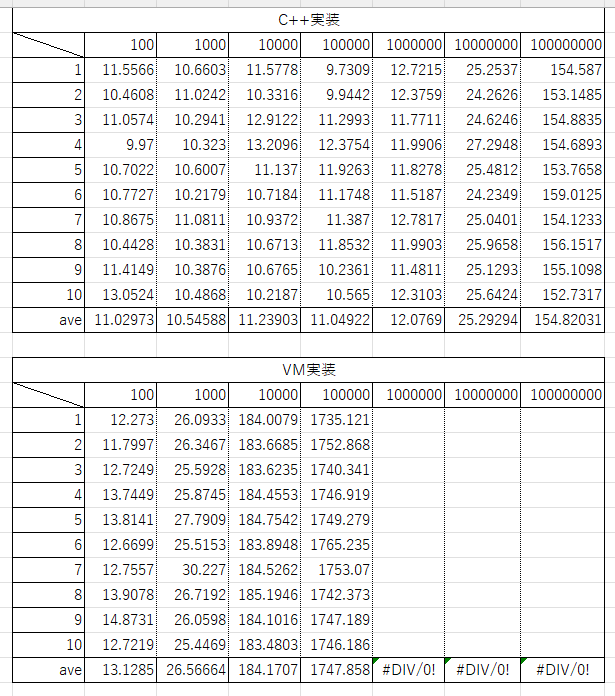 C++実装
100 1000 10000 100000 1000000 10000000 100000000
1 11.5566 10.6603 11.5778 9.7309 12.7215 25.2537 154.587
2 10.4608 11.0242 10.3316 9.9442 12.3759 24.2626 153.1485
3 11.0574 10.2941 12.9122 11.2993 11.7711 24.6246 154.8835
4 9.97 10.323 13.2096 12.3754 11.9906 27.2948 154.6893
5 10.7022 10.6007 11.137 11.9263 11.8278 25.4812 153.7658
6 10.7727 10.2179 10.7184 11.1748 11.5187 24.2349 159.0125
7 10.8675 11.0811 10.9372 11.387 12.7817 25.0401 154.1233
8 10.4428 10.3831 10.6713 11.8532 11.9903 25.9658 156.1517
9 11.4149 10.3876 10.6765 10.2361 11.4811 25.1293 155.1098
10 13.0524 10.4868 10.2187 10.565 12.3103 25.6424 152.7317
ave 11.02973 10.54588 11.23903 11.04922 12.0769 25.29294 154.82031
VM実装
100 1000 10000 100000 1000000 10000000 100000000
1 12.273 26.0933 184.0079 1735.121
2 11.7997 26.3467 183.6685 1752.868
3 12.7249 25.5928 183.6235 1740.341
4 13.7449 25.8745 184.4553 1746.919
5 13.8141 27.7909 184.7542 1749.279
6 12.6699 25.5153 183.8948 1765.235
7 12.7557 30.227 184.5262 1753.07
8 13.9078 26.7192 185.1946 1742.373
9 14.8731 26.0598 184.1016 1747.189
10 12.7219 25.4469 183.4803 1746.186
ave 13.1285 26.56664 184.1707 1747.858 #DIV/0! #DIV/0! #DIV/0!